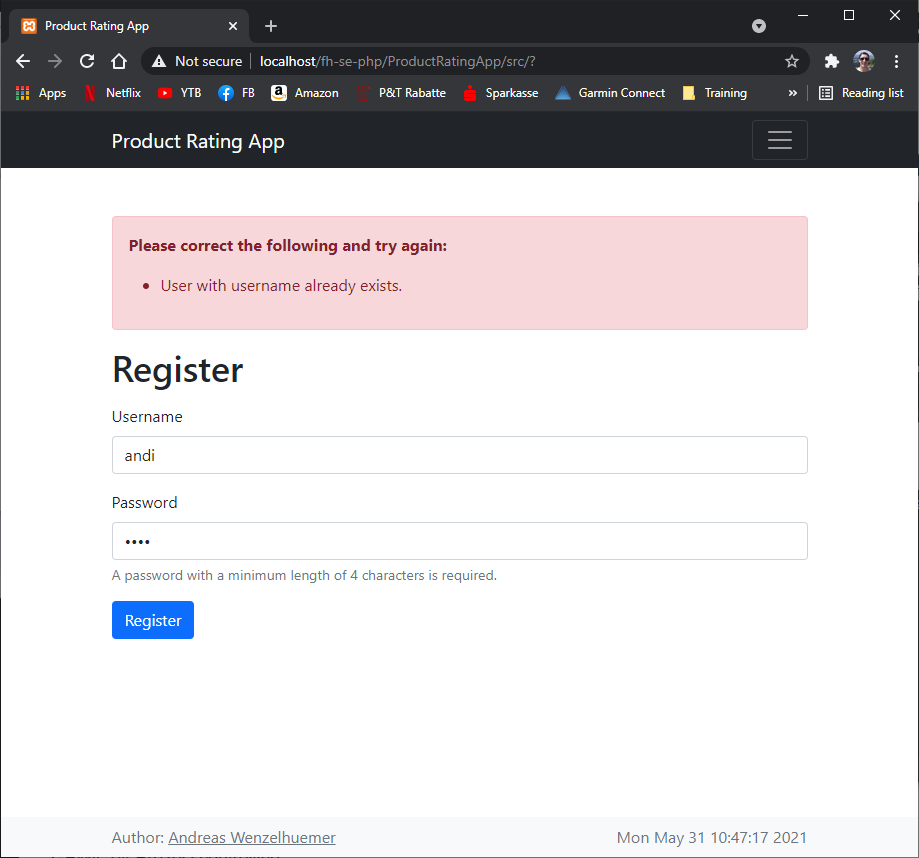 Product Rating App
Not secure localhost/fh-se-php/ProductRatingApp/src/?
Apps Netflix YTB FB Amazon P&T Rabatte Sparkasse Garmin Connect Training » Reading list
Product Rating App
Please correct the following and try again:
• User with username already exists.
Register
Username
andi
Password
••••
A password with a minimum length of 4 characters is required.
Register
Author: Andreas Wenzelhuemer Mon May 31 10:47:17 2021